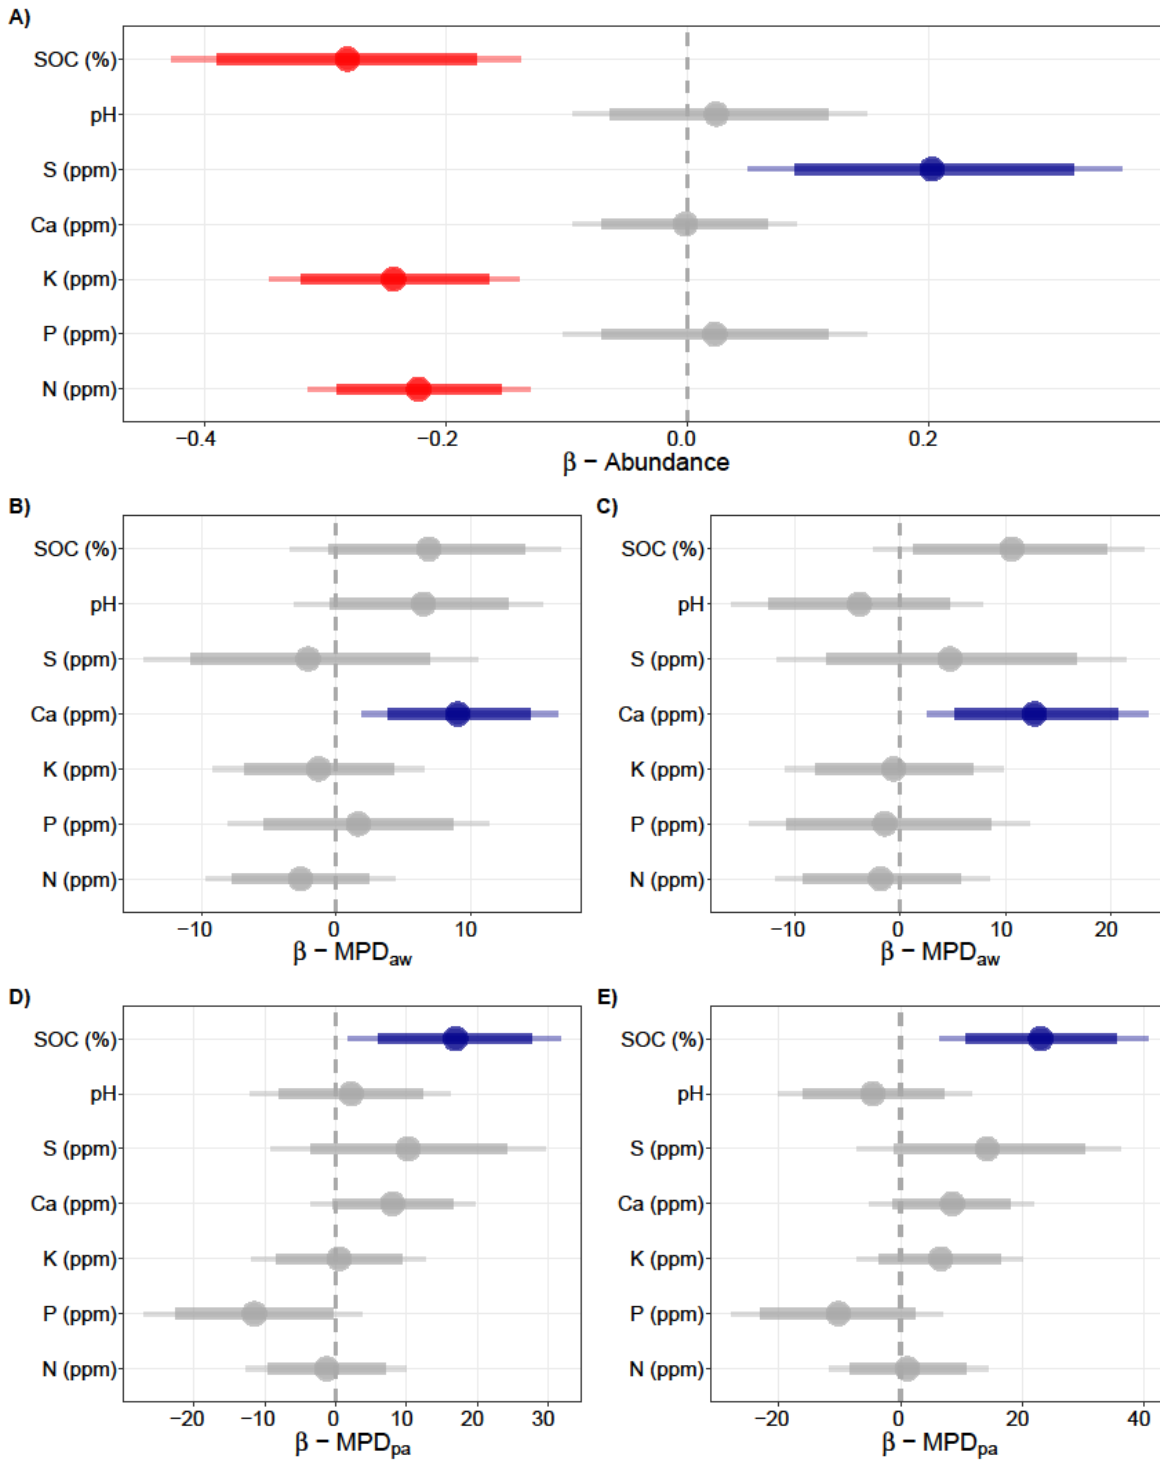 A)
SOC (%)
pH
S (ppm)
Ca (ppm)
K (ppm)
P (ppm)
N (ppm)
−0.4 −0.2 0.0 0.2
β − Abundance
B)
SOC (%)
pH
S (ppm)
Ca (ppm)
K (ppm)
P (ppm)
N (ppm)
−10 0 10
β − MPDaw
C)
SOC (%)
pH
S (ppm)
Ca (ppm)
K (ppm)
P (ppm)
N (ppm)
−10 0 10 20
β − MPDaw
D)
SOC (%)
pH
S (ppm)
Ca (ppm)
K (ppm)
P (ppm)
N (ppm)
−20 −10 0 10 20 30
β − MPDpa
E)
SOC (%)
pH
S (ppm)
Ca (ppm)
K (ppm)
P (ppm)
N (ppm)
−20 0 20 40
β − MPDpa